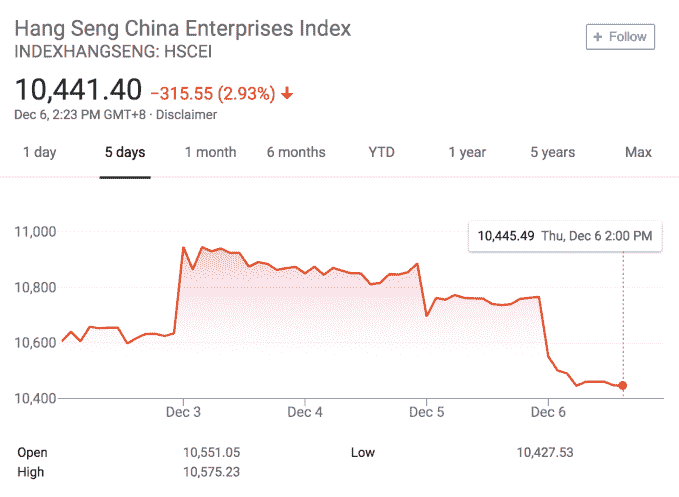 Hang Seng China Enterprises Index
+ Follow
INDEXHANGSENG: HSCEI
10,441.40 −315.55 (2.93%)
Dec 6, 2:23 PM GMT+8 · Disclaimer
1 day 5 days 1 month 6 months YTD 1 year 5 years Max
11,000
10,445.49 Thu, Dec 6 2:00 PM
10,800
10,600
10,400
Dec 3 Dec 4 Dec 5 Dec 6
Open 10,551.05 Low 10,427.53
High 10,575.23